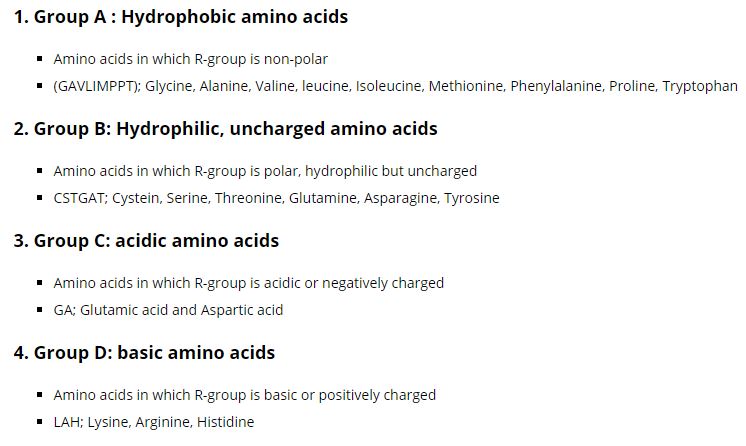 1. Group A : Hydrophobic amino acids
▪ Amino acids in which R-group is non-polar
▪ (GAVLIMPPT); Glycine, Alanine, Valine, leucine, Isoleucine, Methionine, Phenylalanine, Proline, Tryptophan
2. Group B: Hydrophilic, uncharged amino acids
▪ Amino acids in which R-group is polar, hydrophilic but uncharged
▪ CSTGAT; Cystein, Serine, Threonine, Glutamine, Asparagine, Tyrosine
3. Group C: acidic amino acids
▪ Amino acids in which R-group is acidic or negatively charged
▪ GA; Glutamic acid and Aspartic acid
4. Group D: basic amino acids
▪ Amino acids in which R-group is basic or positively charged
▪ LAH; Lysine, Arginine, Histidine